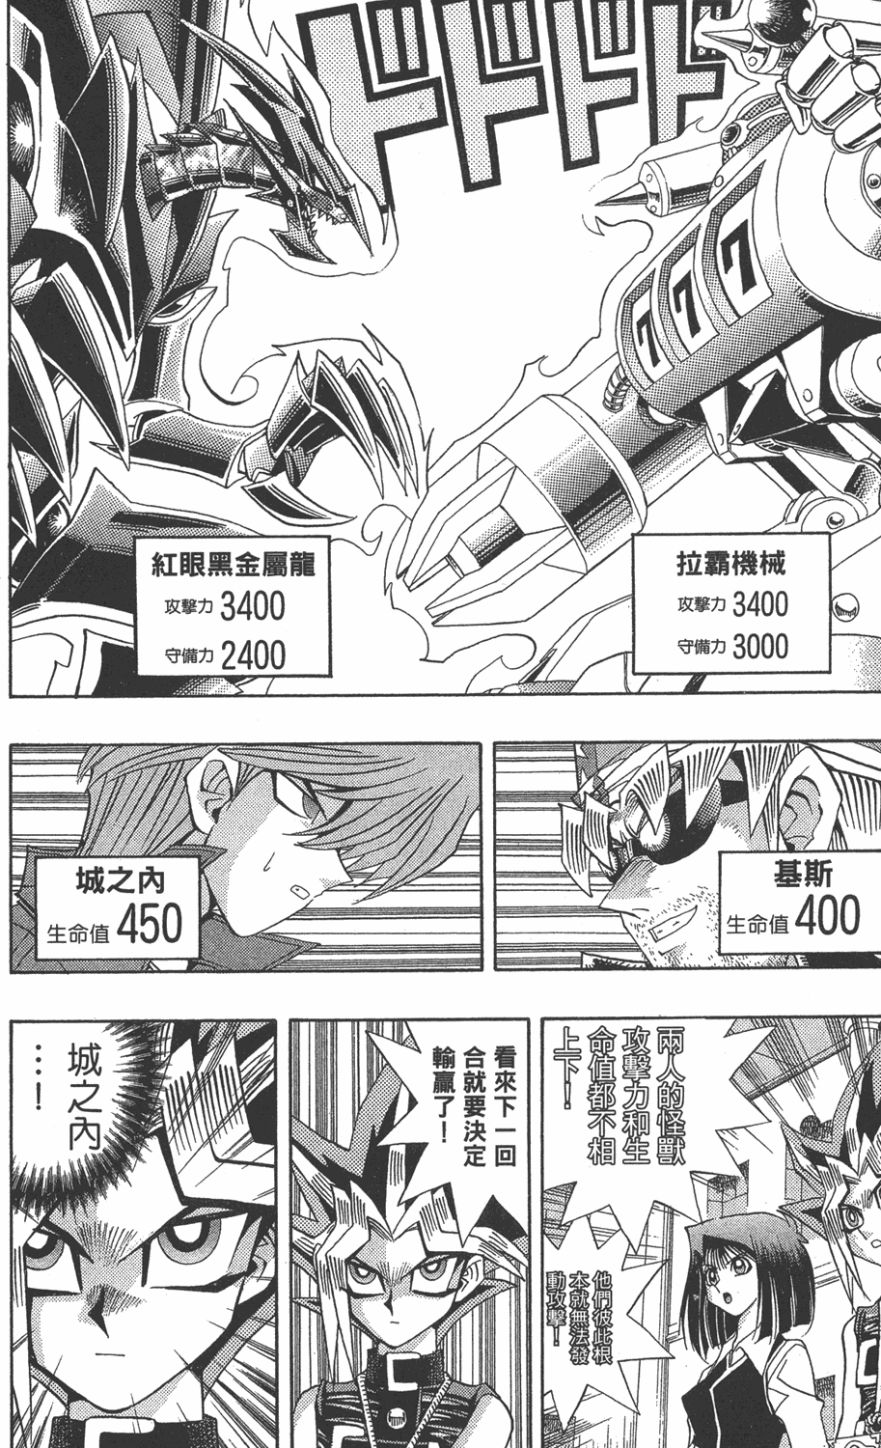 ドドドド
777
紅眼黑金屬龍
攻擊力 3400
守備力 2400
拉霸機械
攻擊力 3400
守備力 3000
基斯
生命值 400
城之內
生命值 450
兩人的怪獸
攻擊力和生
命值都不相
上下!
他們彼此根
本就無法發
動攻擊!
看來下一回
合就要決定
輸贏了!
城之內
…!